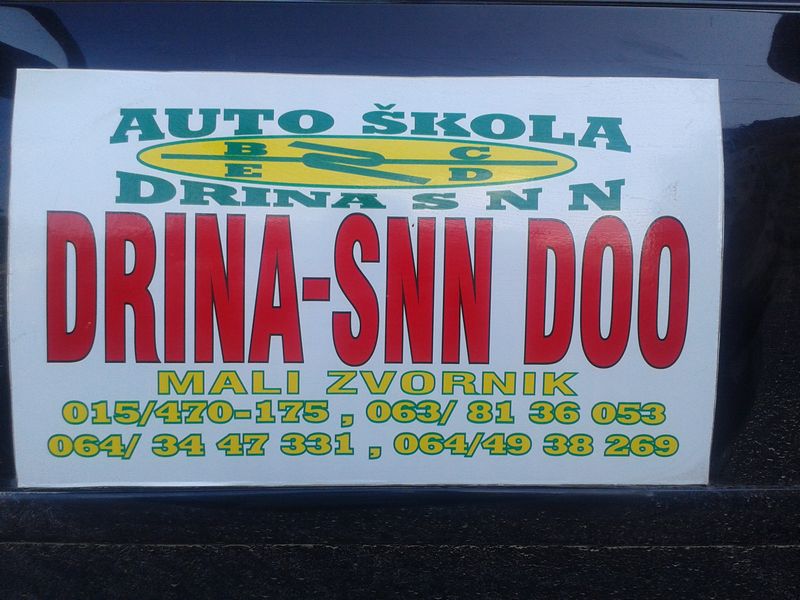 AUTO ŠKOLA
B C
E D
DRINA S N N
DRINA-SNN DOO
MALI ZVORNIK
015/470-175 , 063/ 81 36 053
064/ 34 47 331 , 064/49 38 269